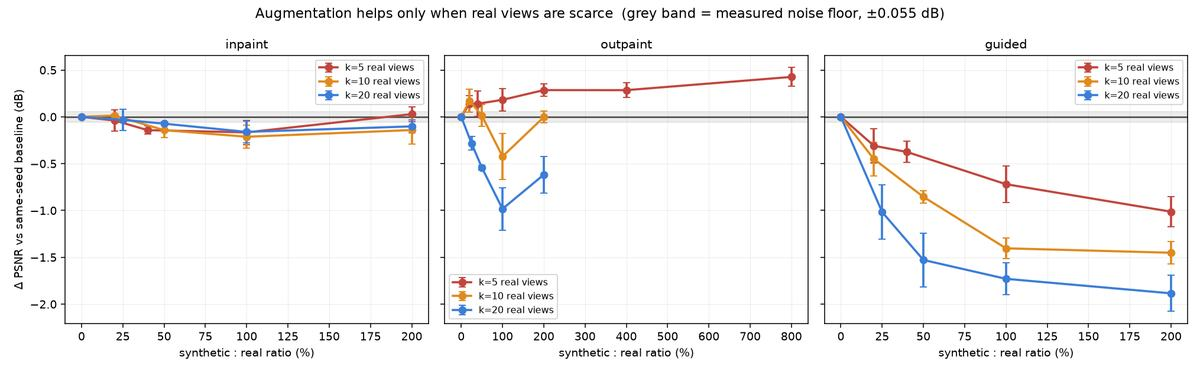 Augmentation helps only when real views are scarce (grey band = measured noise floor, ±0.055 dB)
inpaint
outpaint
guided
Δ PSNR vs same-seed baseline (dB)
0.5
0.0
−0.5
−1.0
−1.5
−2.0
k=5 real views
k=10 real views
k=20 real views
k=5 real views
k=10 real views
k=20 real views
k=5 real views
k=10 real views
k=20 real views
0 25 50 75 100 125 150 175 200
0 100 200 300 400 500 600 700 800
0 25 50 75 100 125 150 175 200
synthetic : real ratio (%)
synthetic : real ratio (%)
synthetic : real ratio (%)